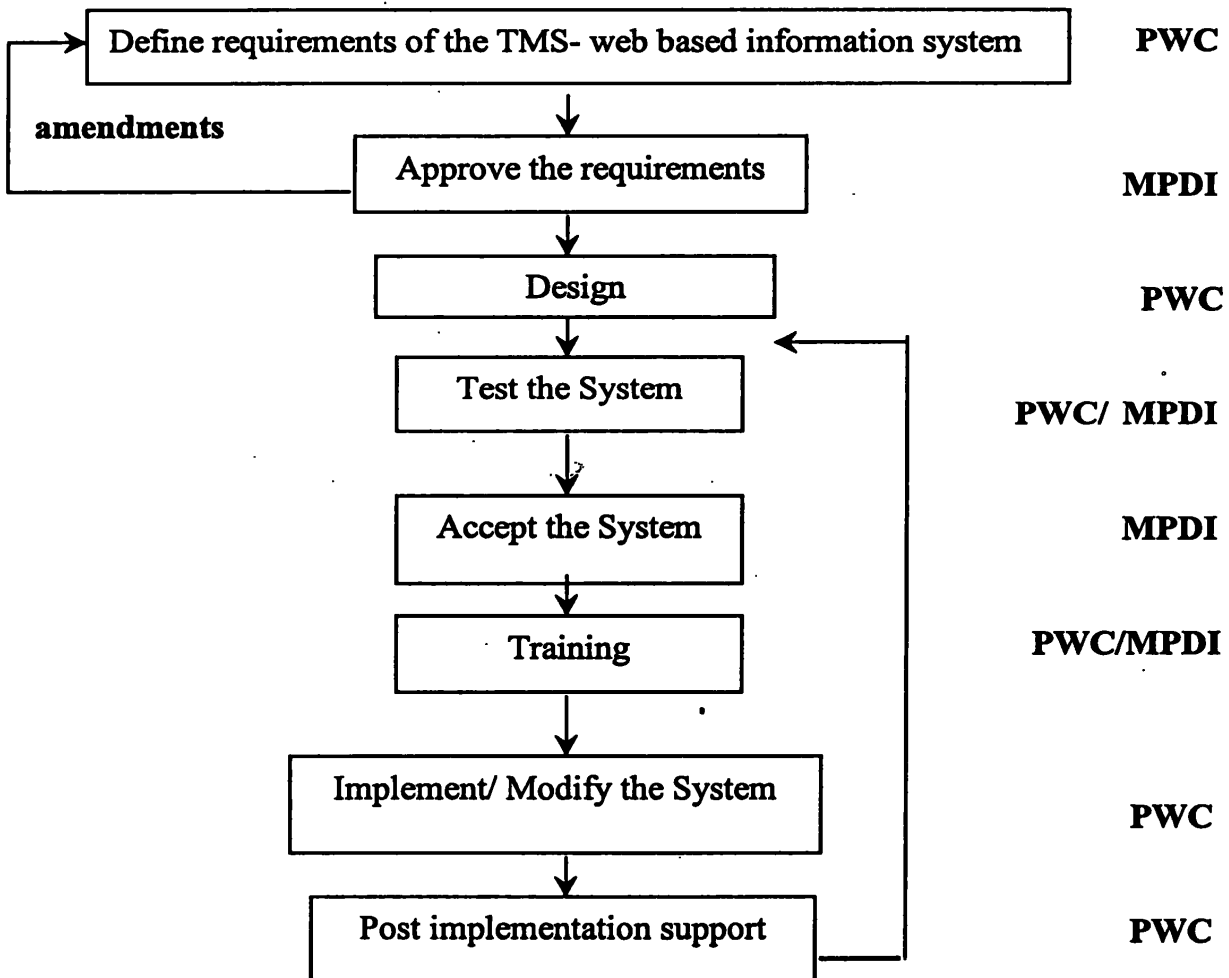 Define requirements of the TMS- web based information system PWC
amendments
Approve the requirements MPDI
Design PWC
Test the System PWC/ MPDI
Accept the System MPDI
Training PWC/MPDI
Implement/ Modify the System PWC
Post implementation support PWC